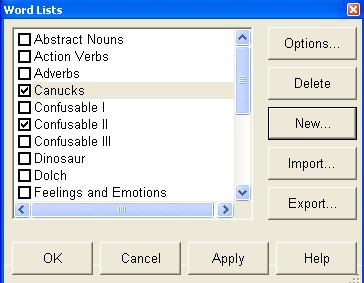 Word Lists
Abstract Nouns
Action Verbs
Adverbs
Canucks
Confusable I
Confusable II
Confusable III
Dinosaur
Dolch
Feelings and Emotions
Options...
Delete
New...
Import...
Export...
OK
Cancel
Apply
Help